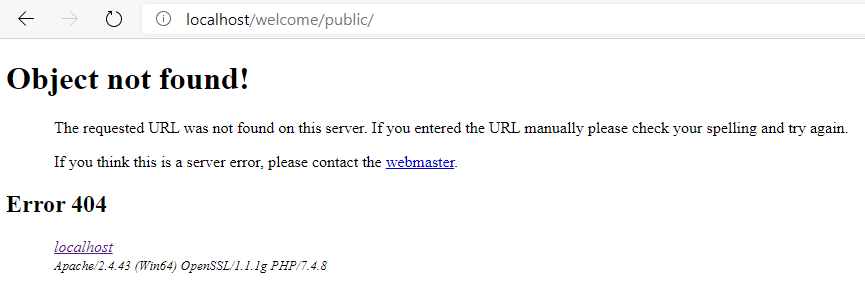 localhost/welcome/public/
Object not found!
The requested URL was not found on this server. If you entered the URL manually please check your spelling and try again.
If you think this is a server error, please contact the webmaster.
Error 404
localhost
Apache/2.4.43 (Win64) OpenSSL/1.1.1g PHP/7.4.8